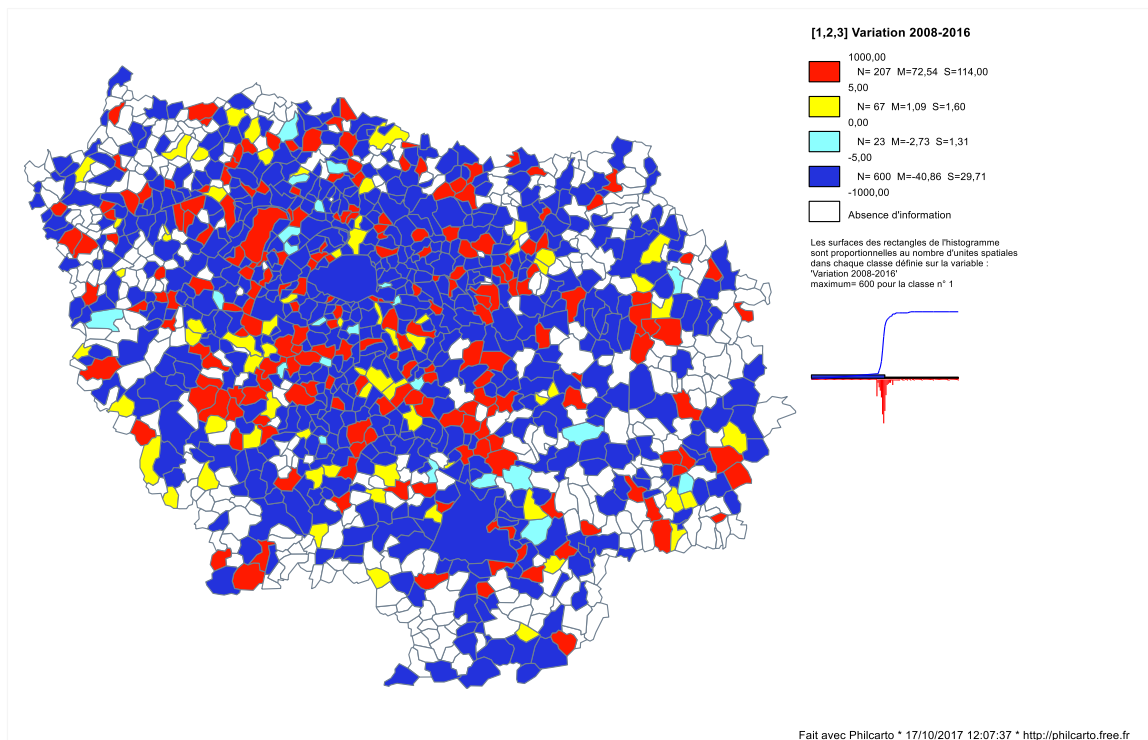 [1,2,3] Variation 2008-2016
1000,00
N= 207 M=72,54 S=114,00
5,00
N= 67 M=1,09 S=1,60
0,00
N= 23 M=-2,73 S=1,31
-5,00
N= 600 M=-40,86 S=29,71
-1000,00
Absence d'information
Les surfaces des rectangles de l'histogramme
sont proportionnelles au nombre d'unites spatiales
dans chaque classe définie sur la variable :
'Variation 2008-2016'
maximum= 600 pour la classe n° 1
Fait avec Philcarto * 17/10/2017 12:07:37 * http://philcarto.free.fr